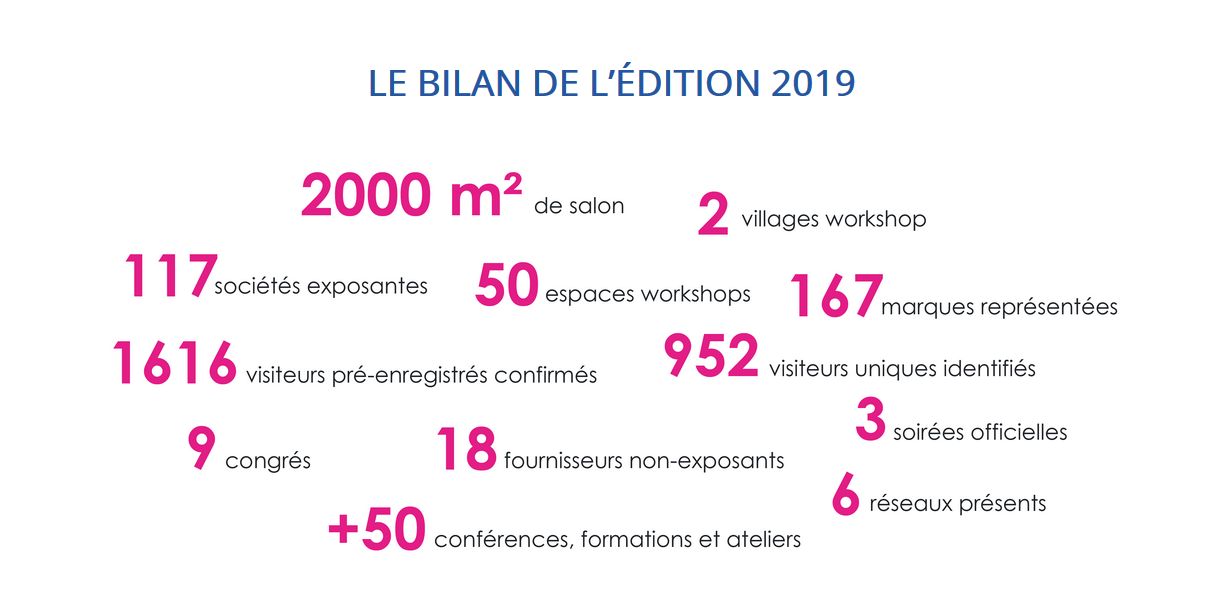 LE BILAN DE L’ÉDITION 2019
2000 m² de salon
2 villages workshop
117 sociétés exposantes
50 espaces workshops
167 marques représentées
1616 visiteurs pré-enregistrés confirmés
952 visiteurs uniques identifiés
9 congrés
18 fournisseurs non-exposants
3 soirées officielles
6 réseaux présents
+50 conférences, formations et ateliers